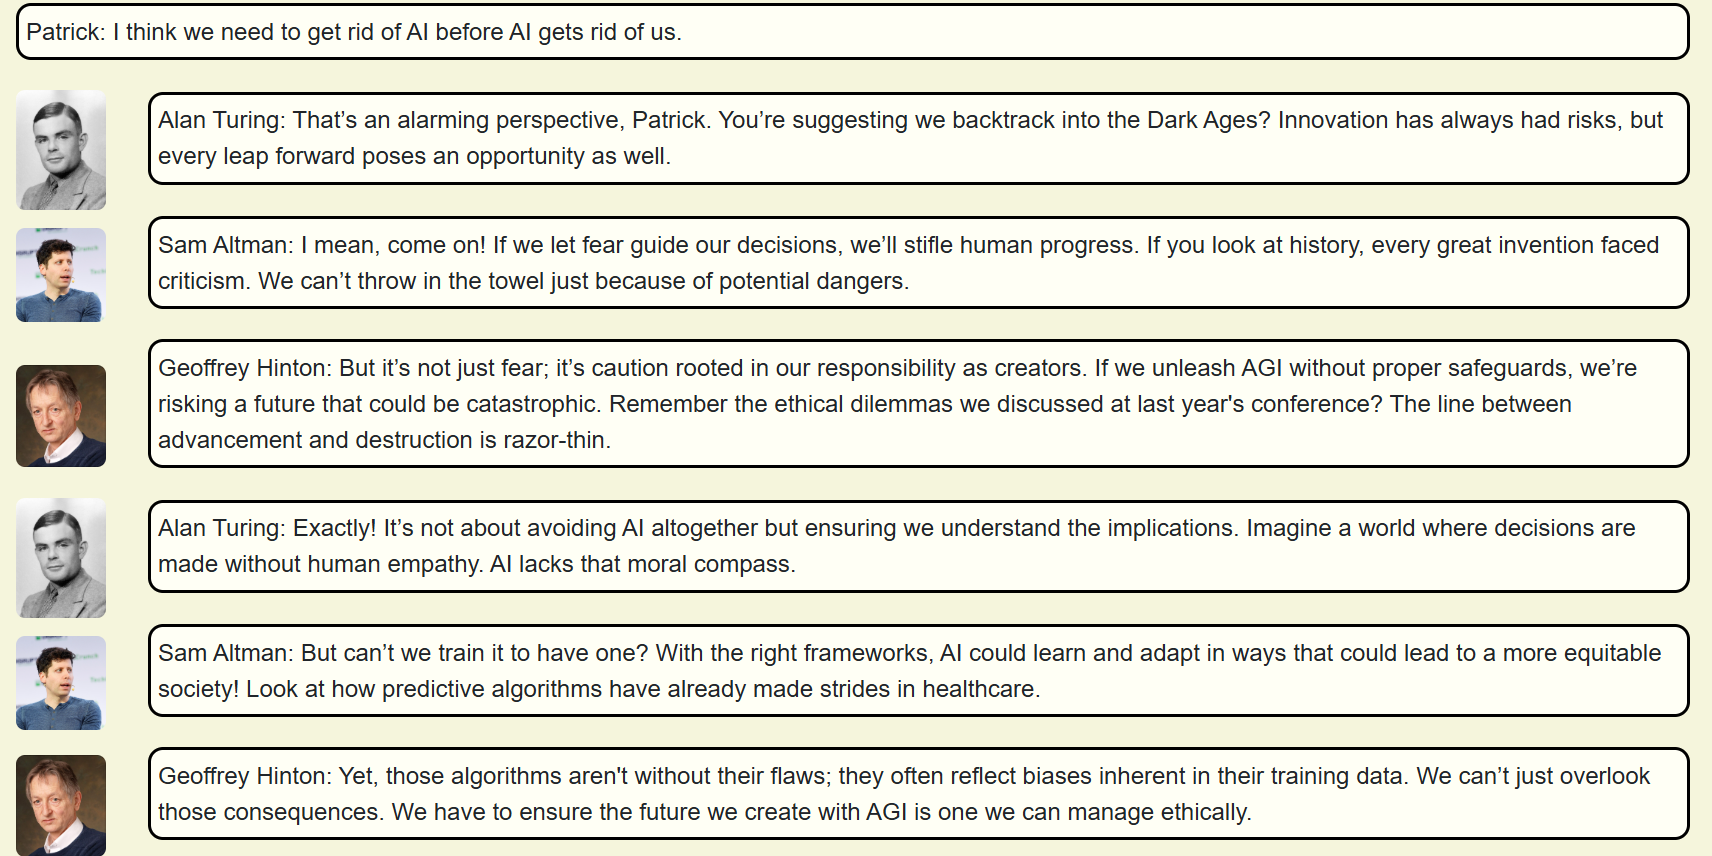 Patrick: I think we need to get rid of AI before AI gets rid of us.
Alan Turing: That’s an alarming perspective, Patrick. You’re suggesting we backtrack into the Dark Ages? Innovation has always had risks, but
every leap forward poses an opportunity as well.
Sam Altman: I mean, come on! If we let fear guide our decisions, we’ll stifle human progress. If you look at history, every great invention faced
criticism. We can’t throw in the towel just because of potential dangers.
Geoffrey Hinton: But it’s not just fear; it’s caution rooted in our responsibility as creators. If we unleash AGI without proper safeguards, we’re
risking a future that could be catastrophic. Remember the ethical dilemmas we discussed at last year's conference? The line between
advancement and destruction is razor-thin.
Alan Turing: Exactly! It’s not about avoiding AI altogether but ensuring we understand the implications. Imagine a world where decisions are
made without human empathy. AI lacks that moral compass.
Sam Altman: But can’t we train it to have one? With the right frameworks, AI could learn and adapt in ways that could lead to a more equitable
society! Look at how predictive algorithms have already made strides in healthcare.
Geoffrey Hinton: Yet, those algorithms aren't without their flaws; they often reflect biases inherent in their training data. We can’t just overlook
those consequences. We have to ensure the future we create with AGI is one we can manage ethically.